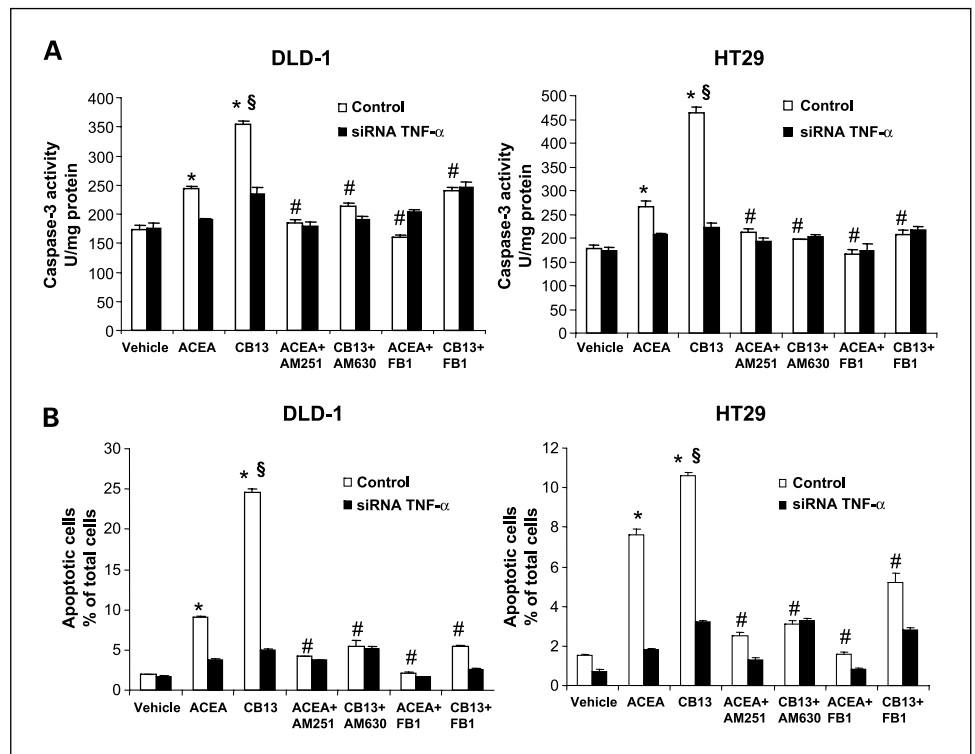 A
DLD-1
Caspase-3 activity
U/mg protein
400
350
300
250
200
150
100
50
0
* § 
*
#
#
#
#
Control
siRNA TNF-α
Vehicle ACEA CB13 ACEA+ CB13+ ACEA+ CB13+
AM251 AM630 FB1 FB1
HT29
Caspase-3 activity
U/mg protein
500
450
400
350
300
250
200
150
100
50
0
* §
*
#
#
#
#
Control
siRNA TNF-α
Vehicle ACEA CB13 ACEA+ CB13+ ACEA+ CB13+
AM251 AM630 FB1 FB1
B
DLD-1
Apoptotic cells
% of total cells
30
25
20
15
10
5
0
* §
*
#
#
#
#
Control
siRNA TNF-α
Vehicle ACEA CB13 ACEA+ CB13+ ACEA+ CB13+
AM251 AM630 FB1 FB1
HT29
Apoptotic cells
% of total cells
12
10
8
6
4
2
0
* §
*
#
#
#
#
Control
siRNA TNF-α
Vehicle ACEA CB13 ACEA+ CB13+ ACEA+ CB13+
AM251 AM630 FB1 FB1